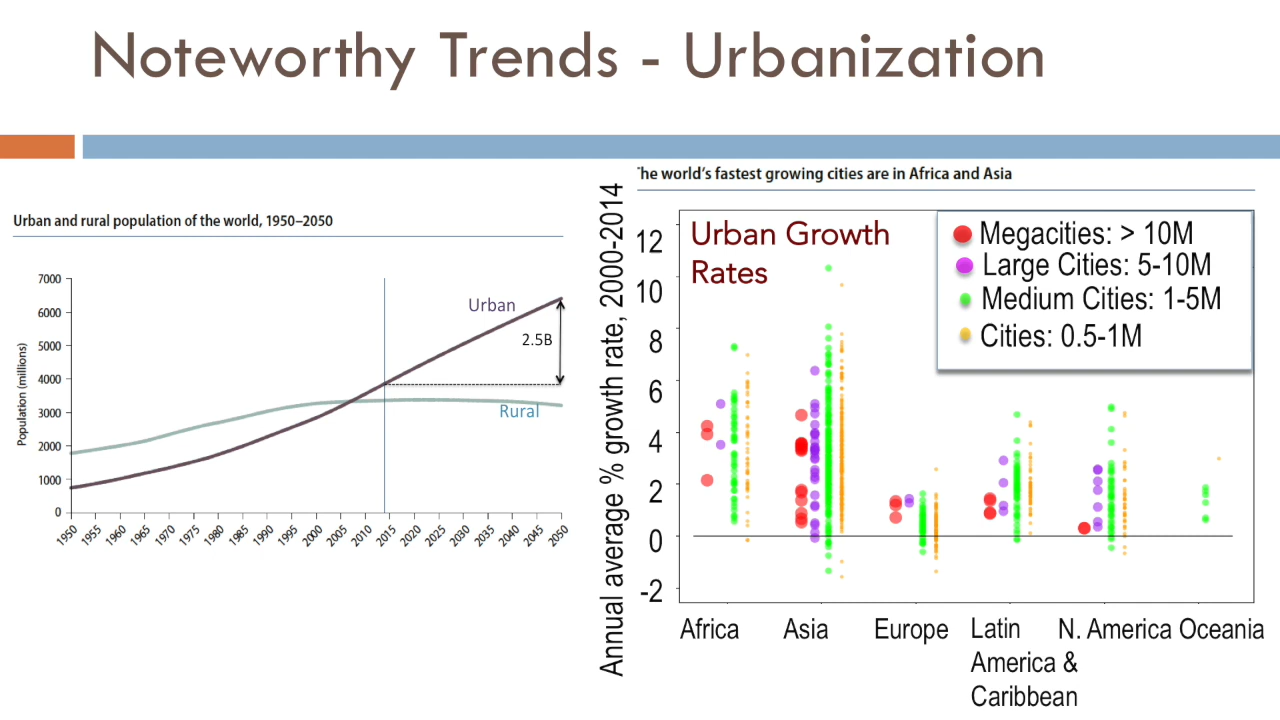 Noteworthy Trends - Urbanization
Urban and rural population of the world, 1950–2050
Population (millions)
7000
6000
5000
4000
3000
2000
1000
0
Urban
2.5B
Rural
1950 1955 1960 1965 1970 1975 1980 1985 1990 1995 2000 2005 2010 2015 2020 2025 2030 2035 2040 2045 2050
he world's fastest growing cities are in Africa and Asia
Annual average % growth rate, 2000-2014
Urban Growth
Rates
Megacities: > 10M
Large Cities: 5-10M
Medium Cities: 1-5M
Cities: 0.5-1M
12
10
8
6
4
2
0
-2
Africa Asia Europe Latin N. America Oceania
America &
Caribbean